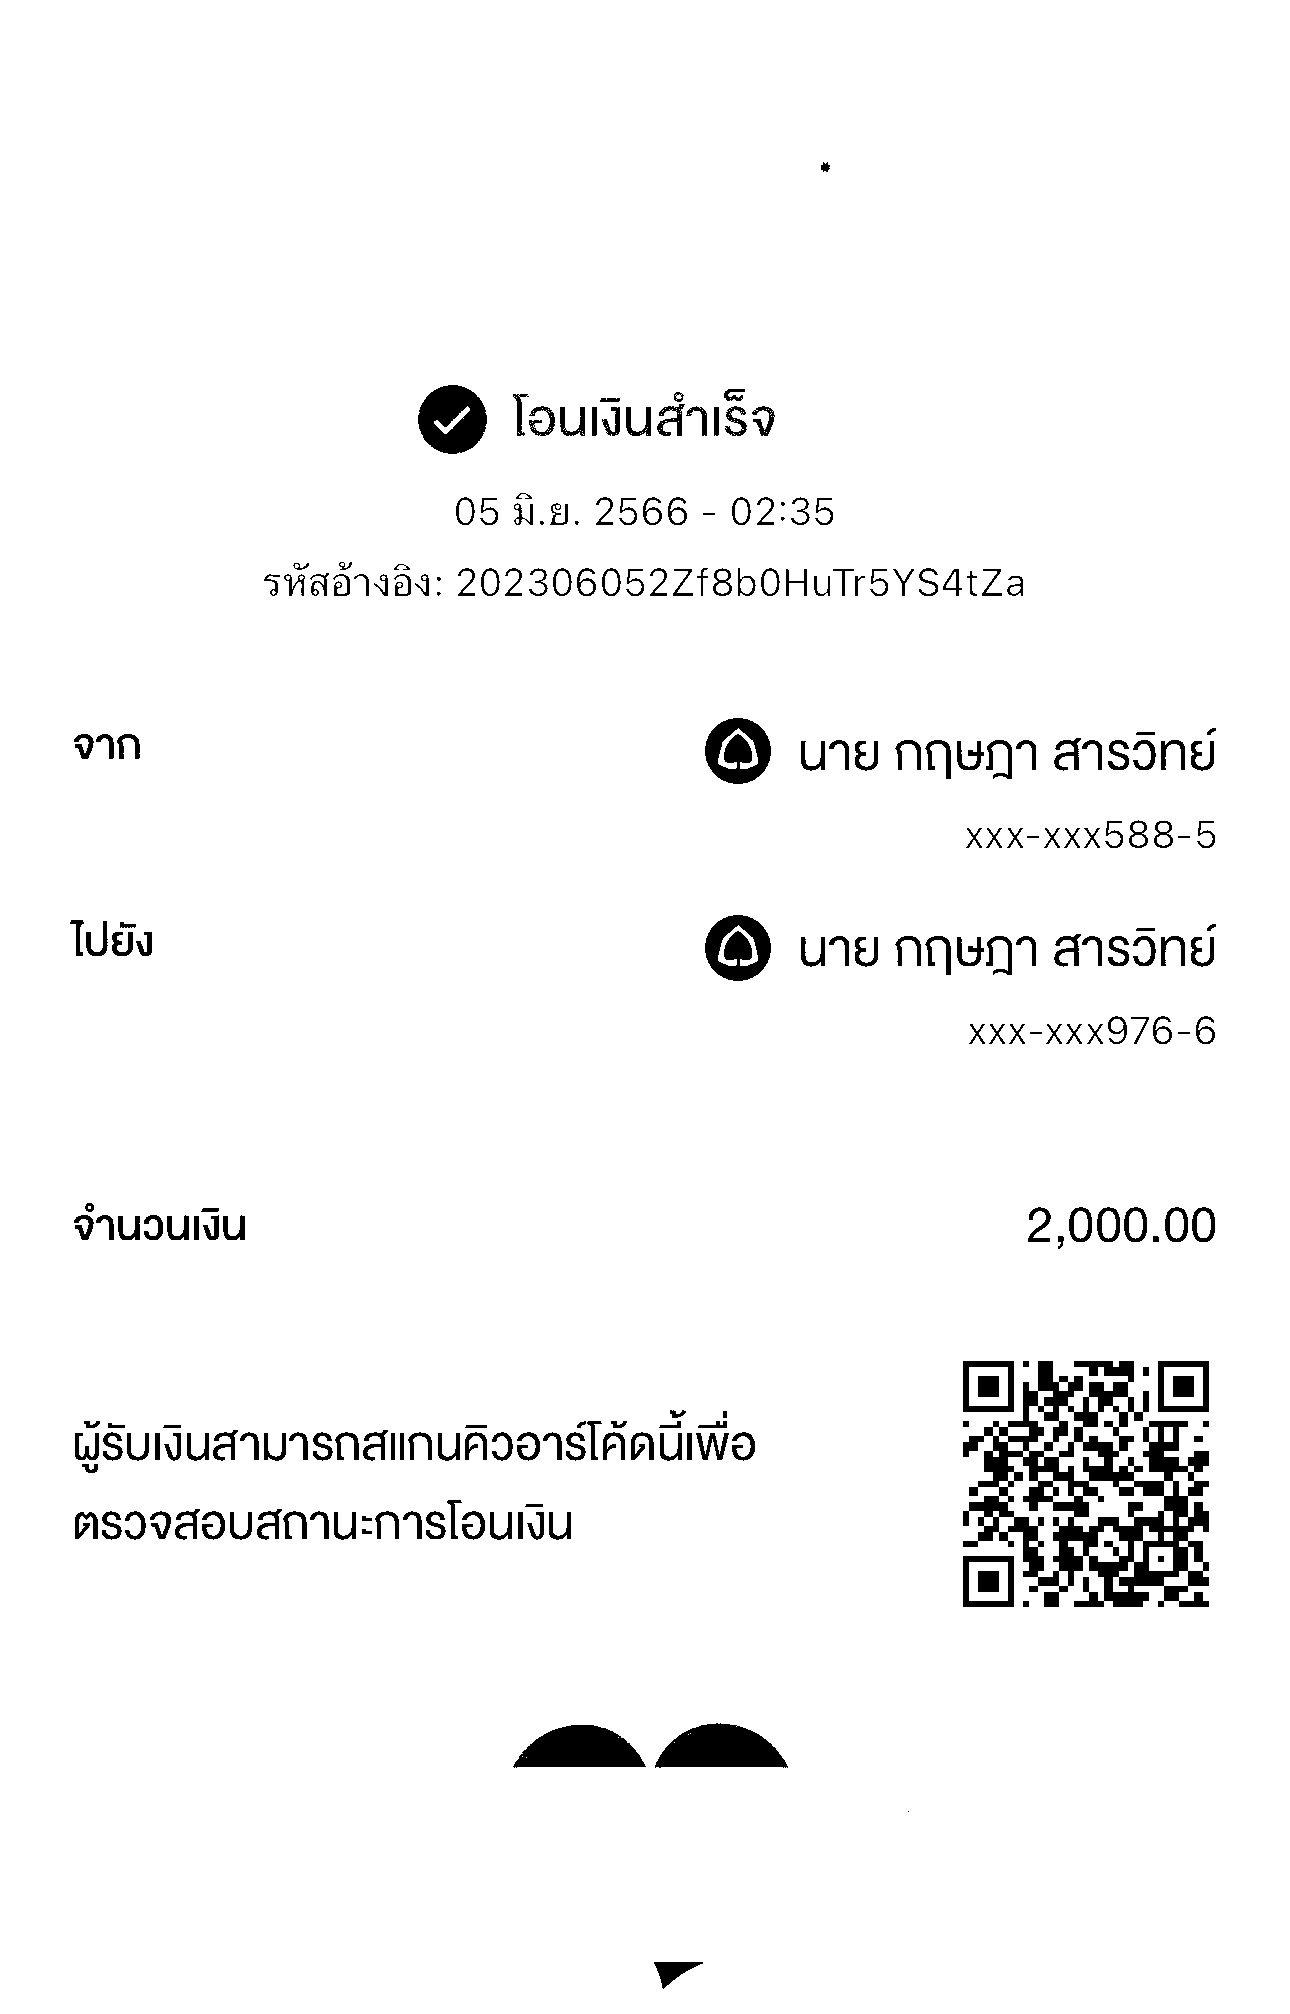 โอนเงินสำเร็จ
05 มิ.ย. 2566 - 02:35
รหัสอ้างอิง: 202306052Zf8b0HuTr5YS4tZa
จาก
นาย กฤษฎา สารวิทย์
xxx-xxx588-5
ไปยัง
นาย กฤษฎา สารวิทย์
xxx-xxx976-6
จำนวนเงิน
2,000.00
ผู้รับเงินสามารถสแกนคิวอาร์โค้ดนี้เพื่อ
ตรวจสอบสถานะการโอนเงิน